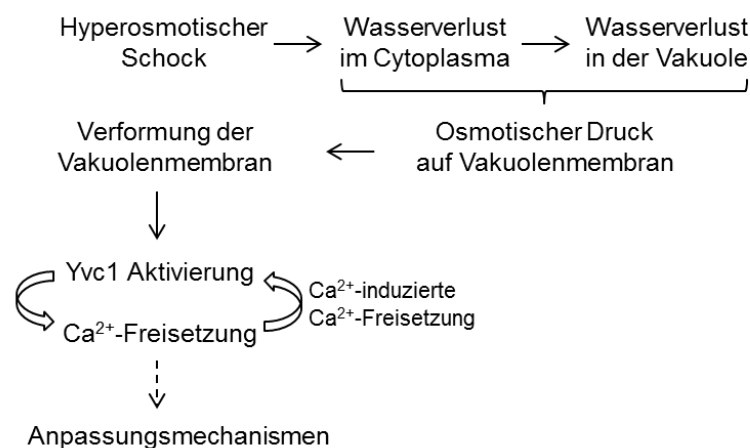 Hyperosmotischer
Schock
Wasserverlust
im Cytoplasma
Wasserverlust
in der Vakuole
Verformung der
Vakuolenmembran
Osmotischer Druck
auf Vakuolenmembran
Yvc1 Aktivierung
Ca²⁺-induzierte
Ca²⁺-Freisetzung
Ca²⁺-Freisetzung
Anpassungsmechanismen